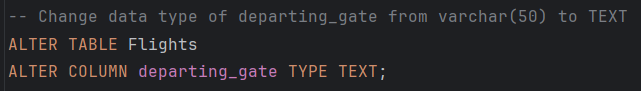 -- Change data type of departing_gate from varchar(50) to TEXT
ALTER TABLE Flights
ALTER COLUMN departing_gate TYPE TEXT;